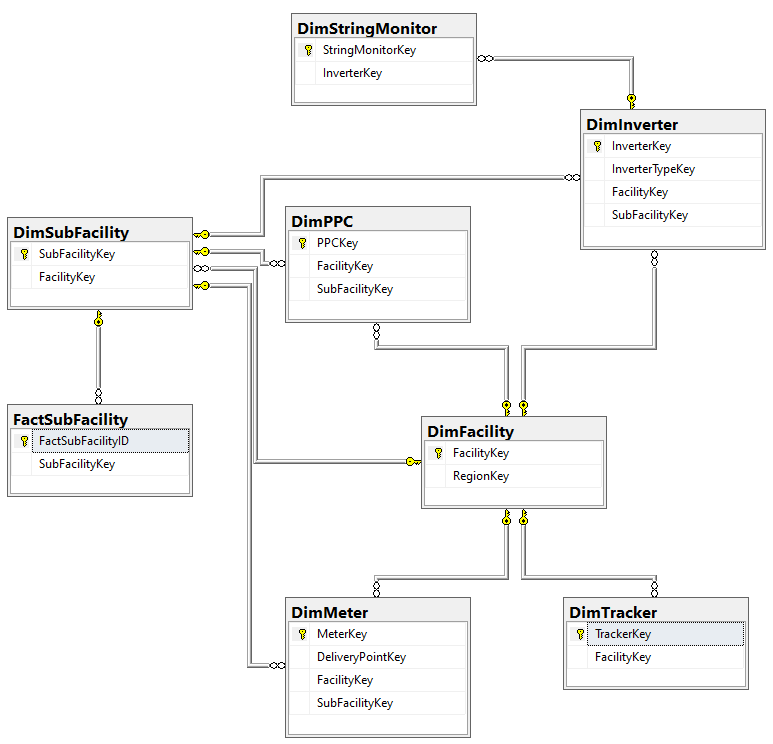 DimStringMonitor
StringMonitorKey
InverterKey
DimInverter
InverterKey
InverterTypeKey
FacilityKey
SubFacilityKey
DimSubFacility
SubFacilityKey
FacilityKey
DimPPC
PPCKey
FacilityKey
SubFacilityKey
FactSubFacility
FactSubFacilityID
SubFacilityKey
DimFacility
FacilityKey
RegionKey
DimMeter
MeterKey
DeliveryPointKey
FacilityKey
SubFacilityKey
DimTracker
TrackerKey
FacilityKey